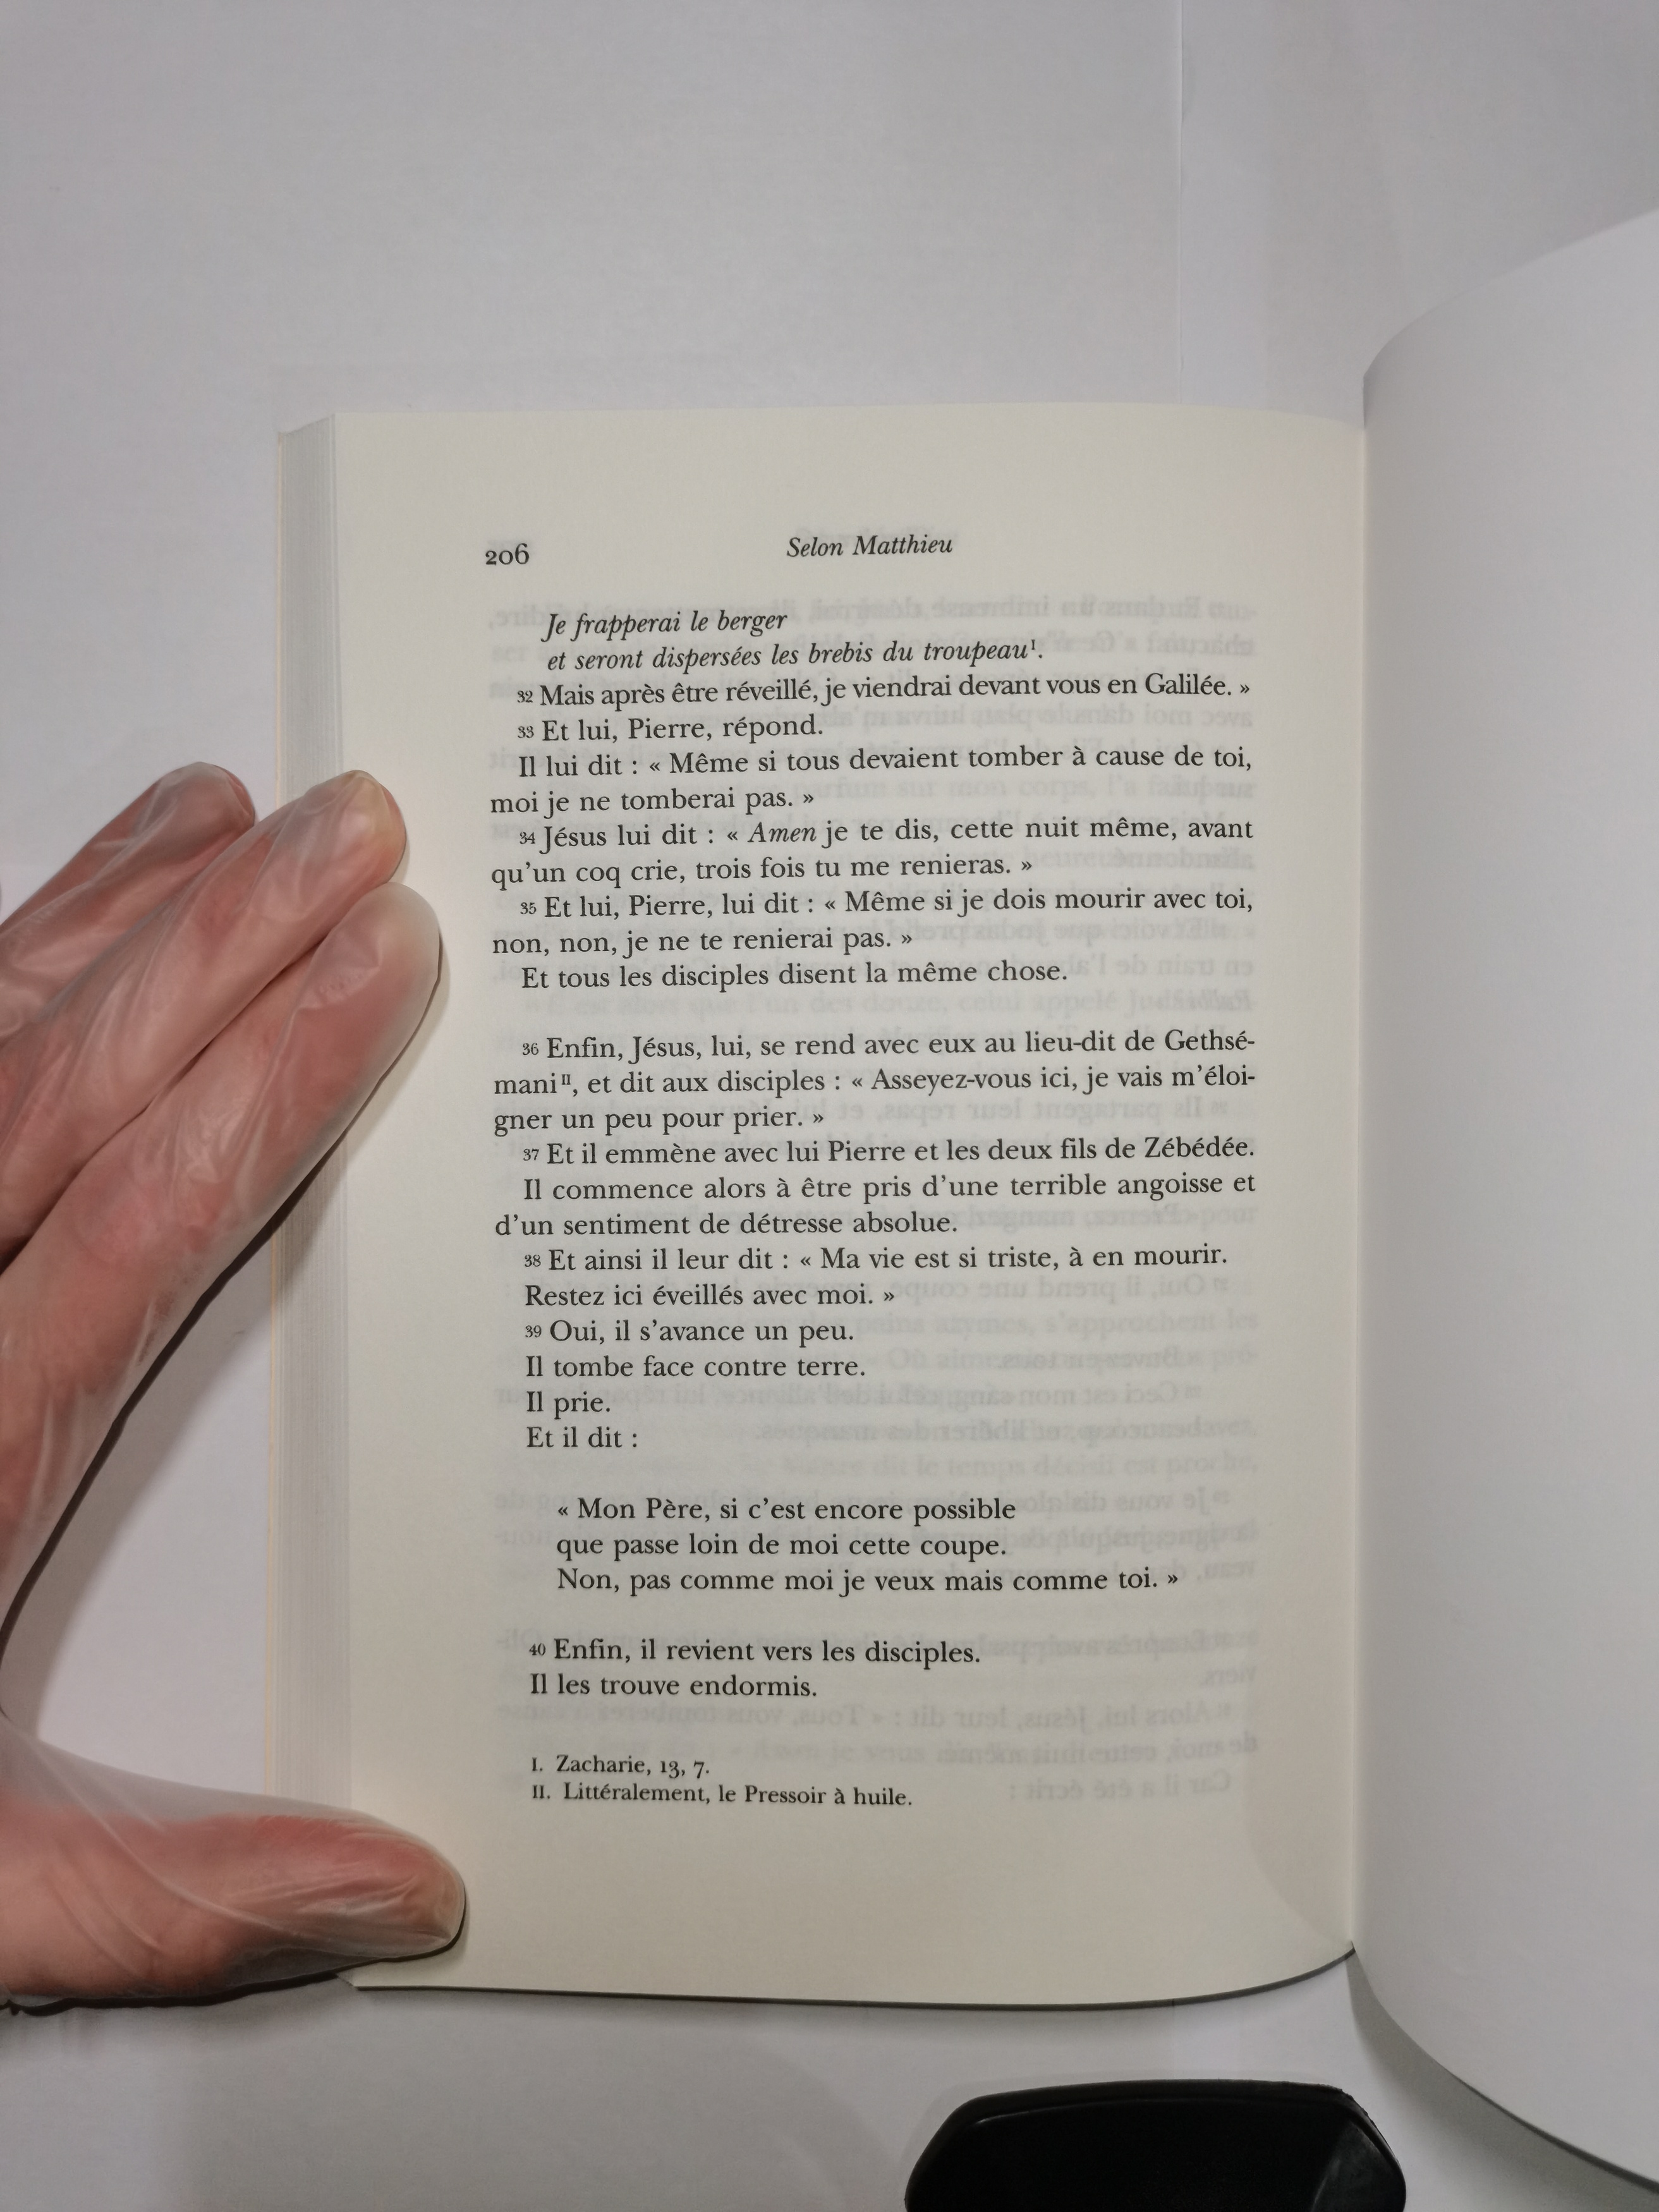 206
Selon Matthieu
Je frapperai le berger
et seront dispersées les brebis du troupeauI.
32 Mais après être réveillé, je viendrai devant vous en Galilée. »
33 Et lui, Pierre, répond.
Il lui dit : « Même si tous devaient tomber à cause de toi,
moi je ne tomberai pas. »
34 Jésus lui dit : « Amen je te dis, cette nuit même, avant
qu’un coq crie, trois fois tu me renieras. »
35 Et lui, Pierre, lui dit : « Même si je dois mourir avec toi,
non, non, je ne te renierai pas. »
Et tous les disciples disent la même chose.
36 Enfin, Jésus, lui, se rend avec eux au lieu-dit de Gethsé-
maniII, et dit aux disciples : « Asseyez-vous ici, je vais m’éloi-
gner un peu pour prier. »
37 Et il emmène avec lui Pierre et les deux fils de Zébédée.
Il commence alors à être pris d’une terrible angoisse et
d’un sentiment de détresse absolue.
38 Et ainsi il leur dit : « Ma vie est si triste, à en mourir.
Restez ici éveillés avec moi. »
39 Oui, il s’avance un peu.
Il tombe face contre terre.
Il prie.
Et il dit :
« Mon Père, si c’est encore possible
que passe loin de moi cette coupe.
Non, pas comme moi je veux mais comme toi. »
40 Enfin, il revient vers les disciples.
Il les trouve endormis.
I. Zacharie, 13, 7.
II. Littéralement, le Pressoir à huile.